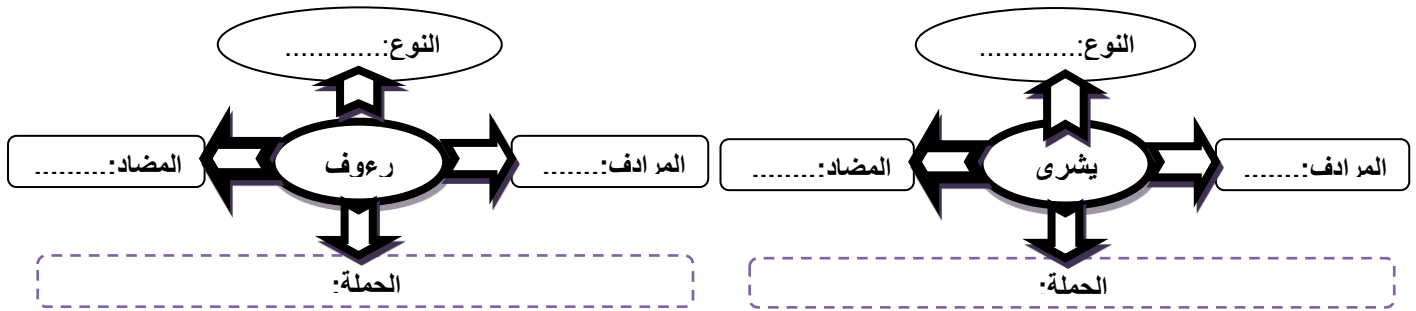 النوع:............
النوع:............
المرادف:.......
يشرى
المضاد:........
المرادف:.......
رءوف
المضاد:.........
الجملة:
الجملة: